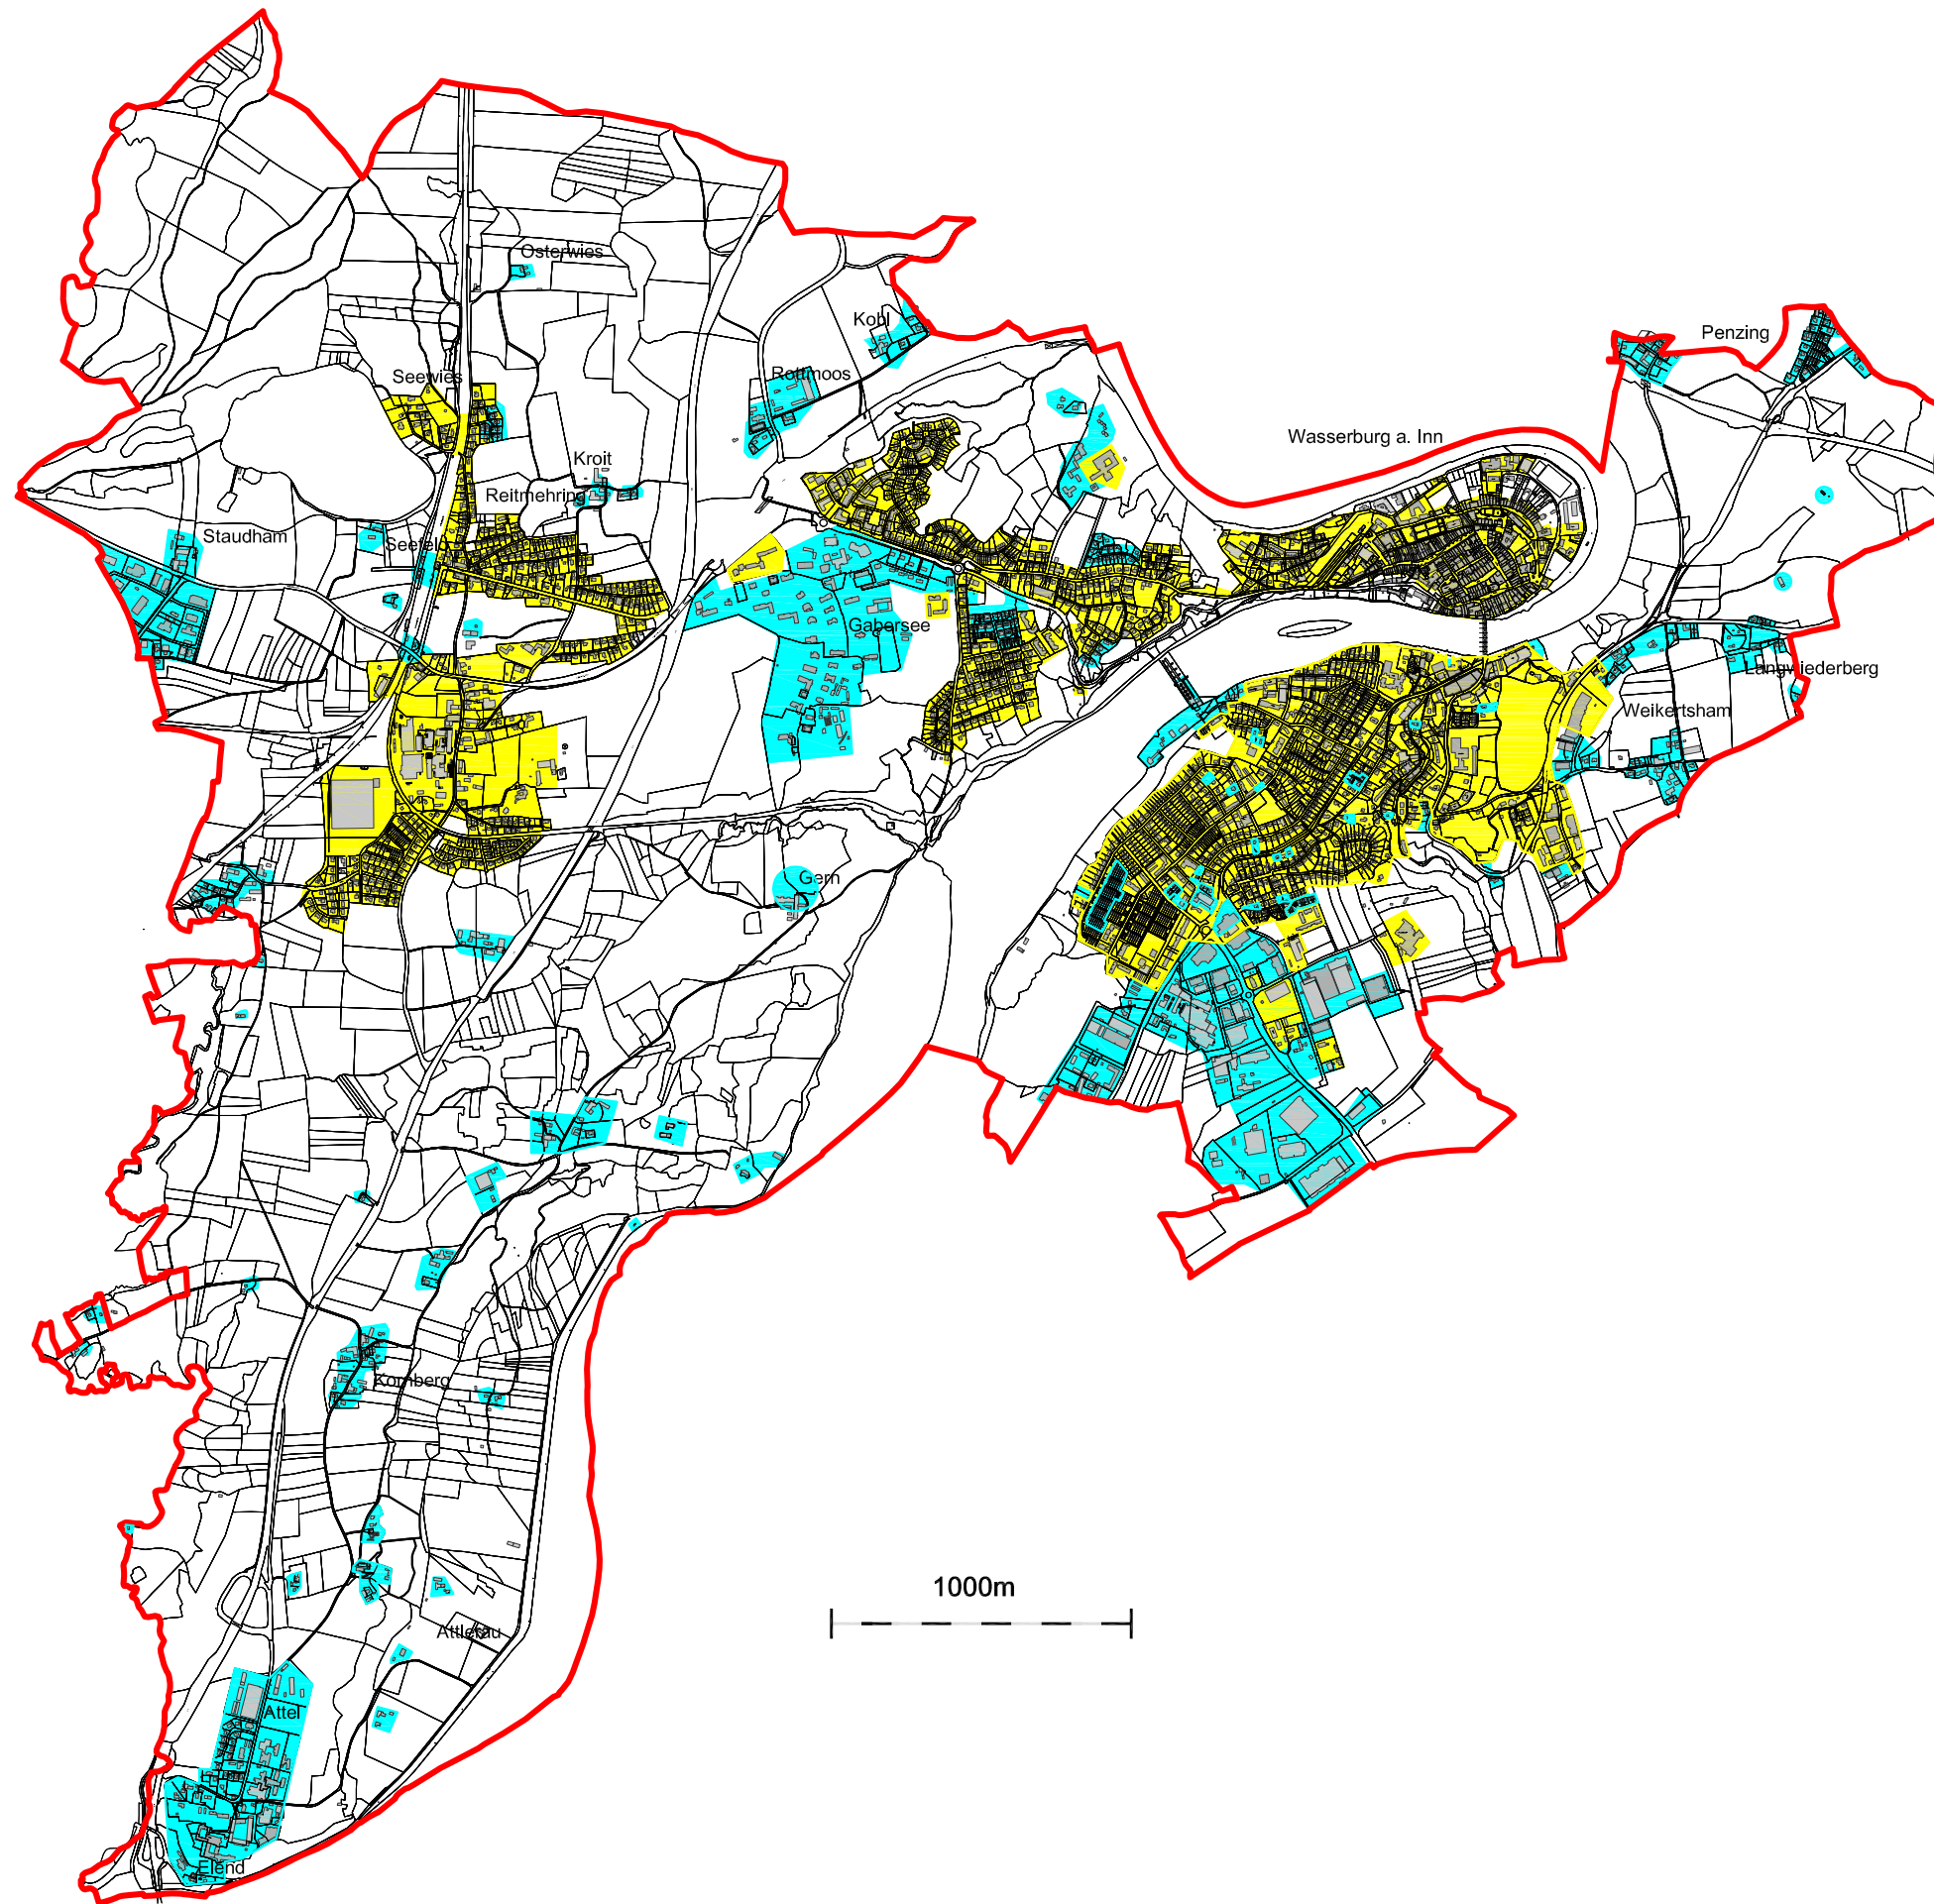 Osterwies
Kobl
Penzing
Rottmoos
Seewies
Wasserburg a. Inn
Kroit
Reitmehring
Staudham
Seefeld
Gabersee
Langwiederberg
Weikertsham
Gern
Kornberg
1000m
Attlerau
Attel
Elend